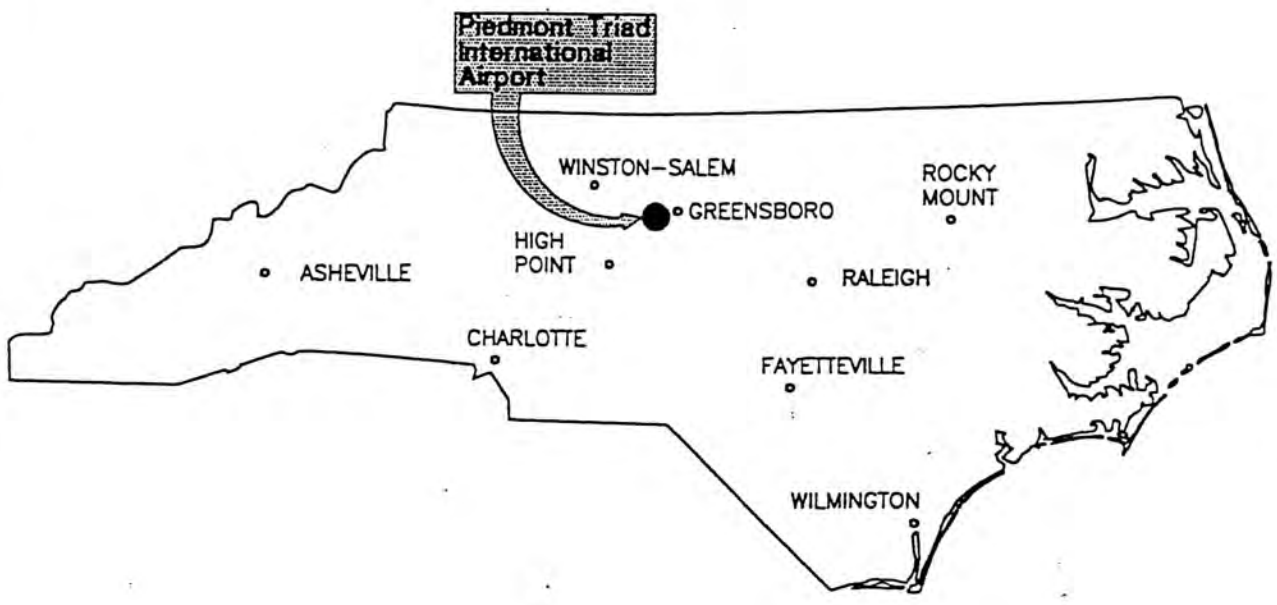 Piedmont Triad
International
Airport
WINSTON-SALEM
ROCKY
MOUNT
GREENSBORO
HIGH
POINT
ASHEVILLE
RALEIGH
CHARLOTTE
FAYETTEVILLE
WILMINGTON